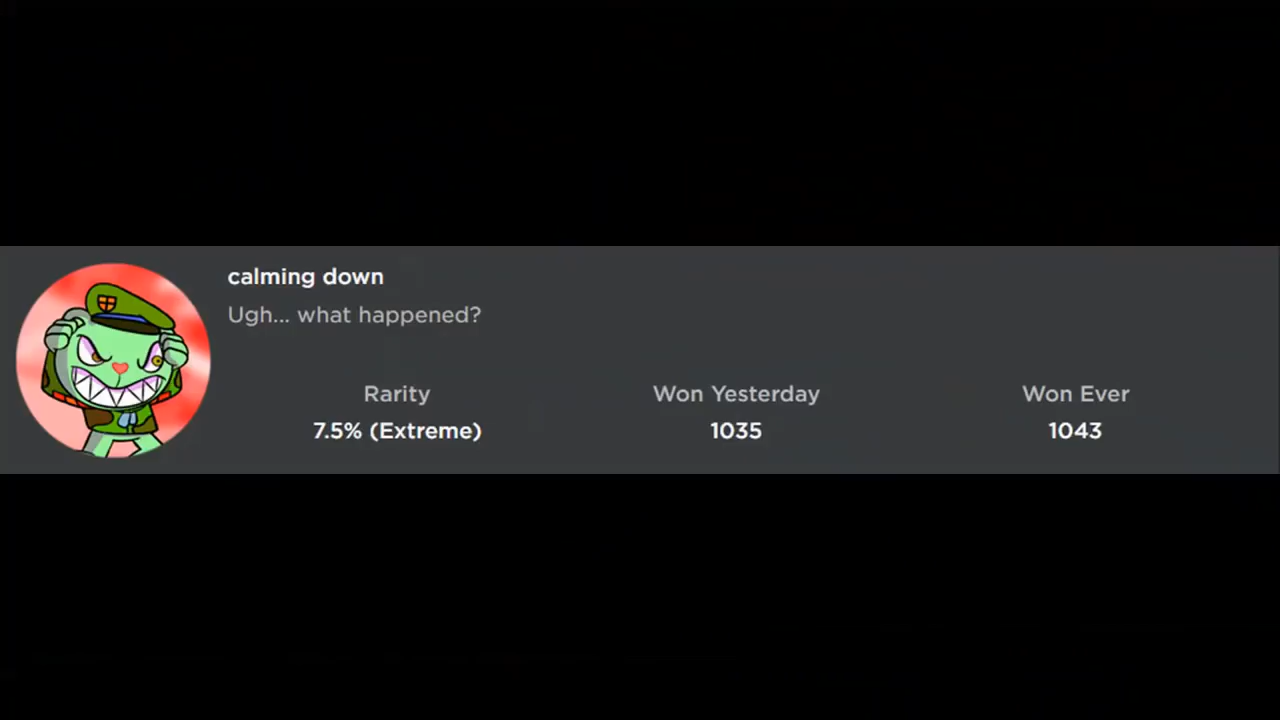 calming down
Ugh... what happened?
Rarity Won Yesterday Won Ever
7.5% (Extreme) 1035 1043